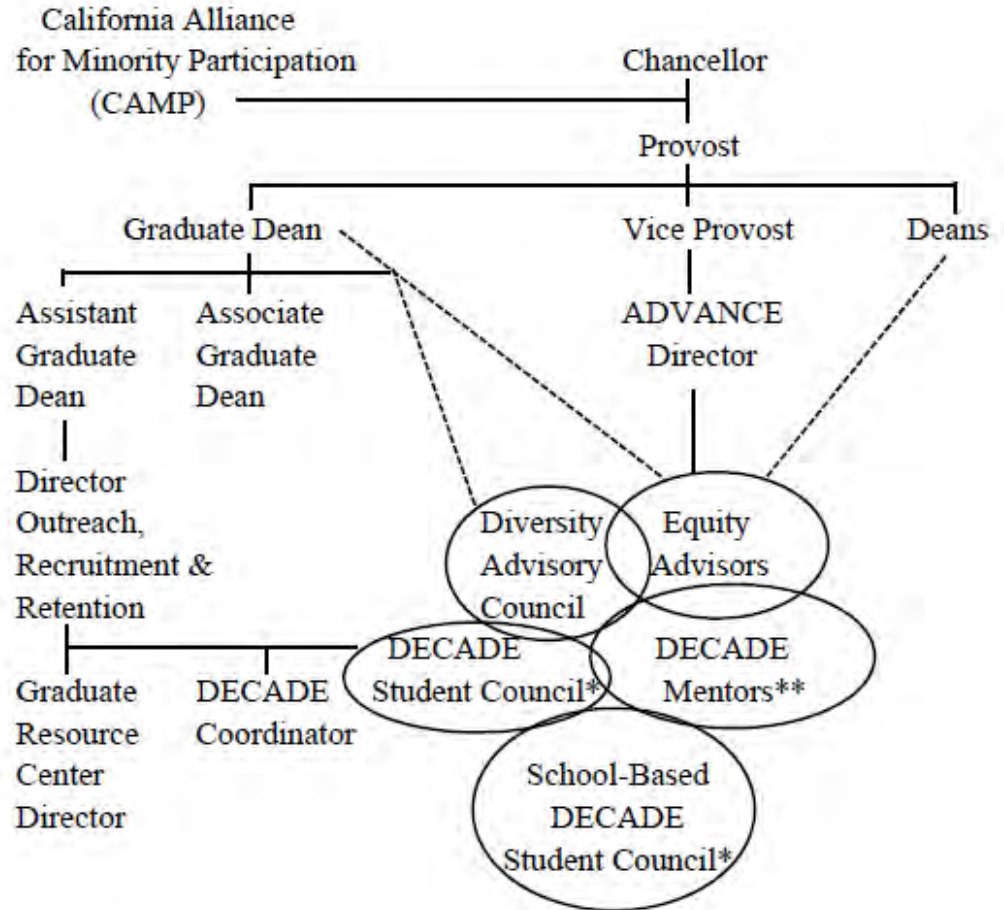 California Alliance
for Minority Participation
(CAMP)
Chancellor
Provost
Graduate Dean
Vice Provost
Deans
Assistant
Graduate
Dean
Associate
Graduate
Dean
ADVANCE
Director
Director
Outreach,
Recruitment &
Retention
Diversity
Advisory
Council
Equity
Advisors
Graduate
Resource
Center
Director
DECADE
Coordinator
DECADE
Student Council*
DECADE
Mentors**
School-Based
DECADE
Student Council*